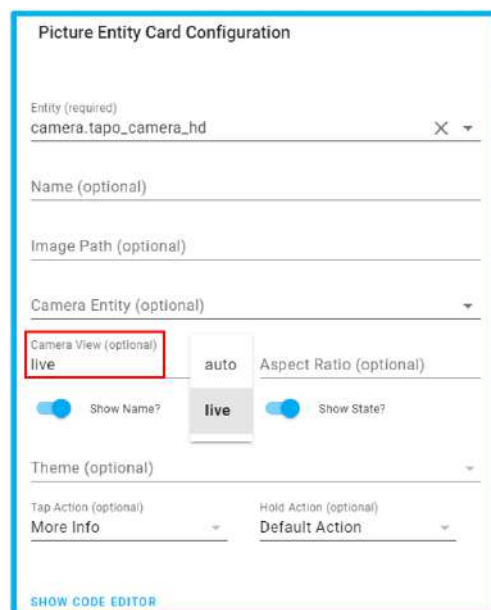 Picture Entity Card Configuration
Entity (required)
camera.tapo_camera_hd
Name (optional)
Image Path (optional)
Camera Entity (optional)
Camera View (optional)
live
auto
Aspect Ratio (optional)
Show Name?
live
Show State?
Theme (optional)
Tap Action (optional)
Hold Action (optional)
More Info
Default Action
SHOW CODE EDITOR